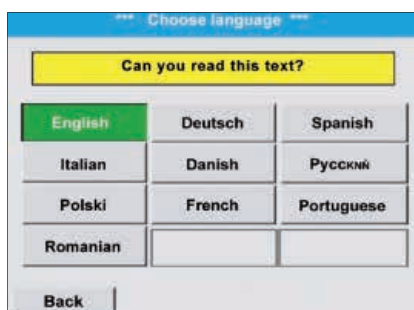 *** Choose language ***
Can you read this text?
English Deutsch Spanish
Italian Danish Русский
Polski French Portuguese
Romanian
Back